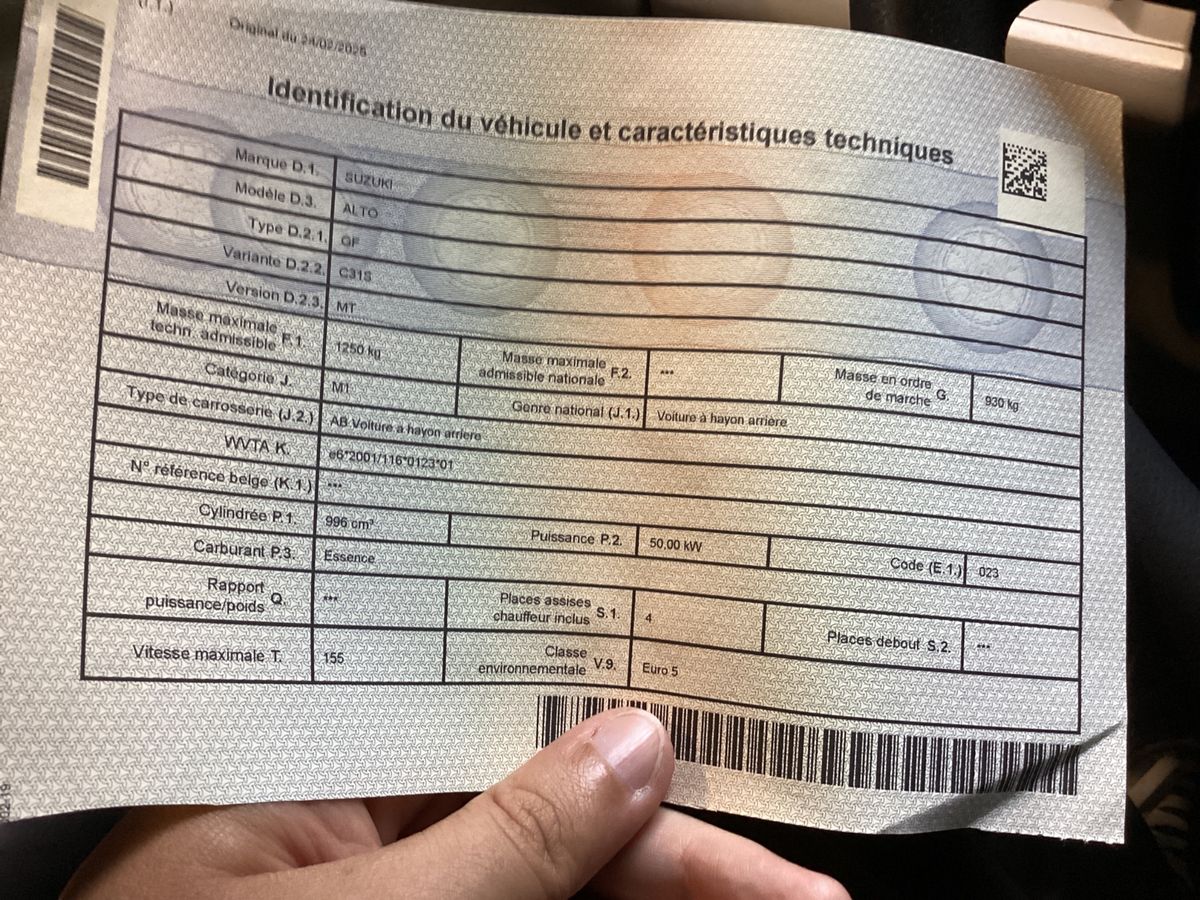 (I.T.)
Original du 24/02/2025
Identification du véhicule et caractéristiques techniques
Marque D.1. SUZUKI
Modèle D.3. ALTO
Type D.2.1. GF
Variante D.2.2. C31S
Version D.2.3. MT
Masse maximale techn. admissible F.1. 1250 kg Masse maximale admissible nationale F.2. *** Masse en ordre de marche G. 930 kg
Catégorie J. M1 Genre national (J.1.) Voiture à hayon arrière
Type de carrosserie (J.2.) AB Voiture a hayon arriere
WVTA K. e6*2001/116*0123*01
N° référence belge (K.1.) ***
Cylindrée P.1. 996 cm³ Puissance P.2. 50,00 kW Code (E.1.) 023
Carburant P.3. Essence
Rapport puissance/poids Q. *** Places assises chauffeur inclus S.1. 4 Places debout S.2. ***
Vitesse maximale T. 155 Classe environnementale V.9. Euro 5